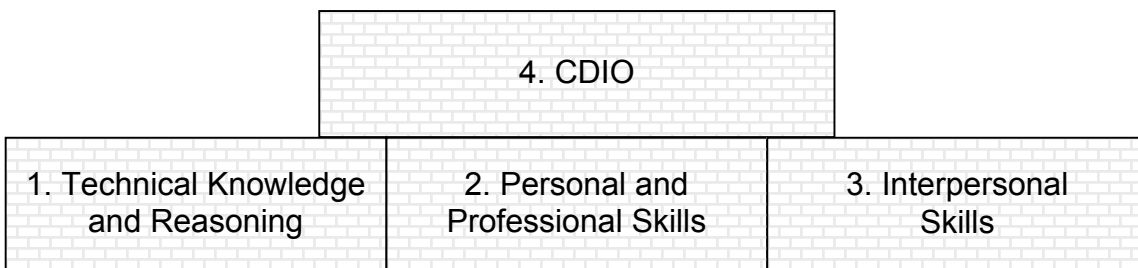 4. CDIO
1. Technical Knowledge
and Reasoning
2. Personal and
Professional Skills
3. Interpersonal
Skills